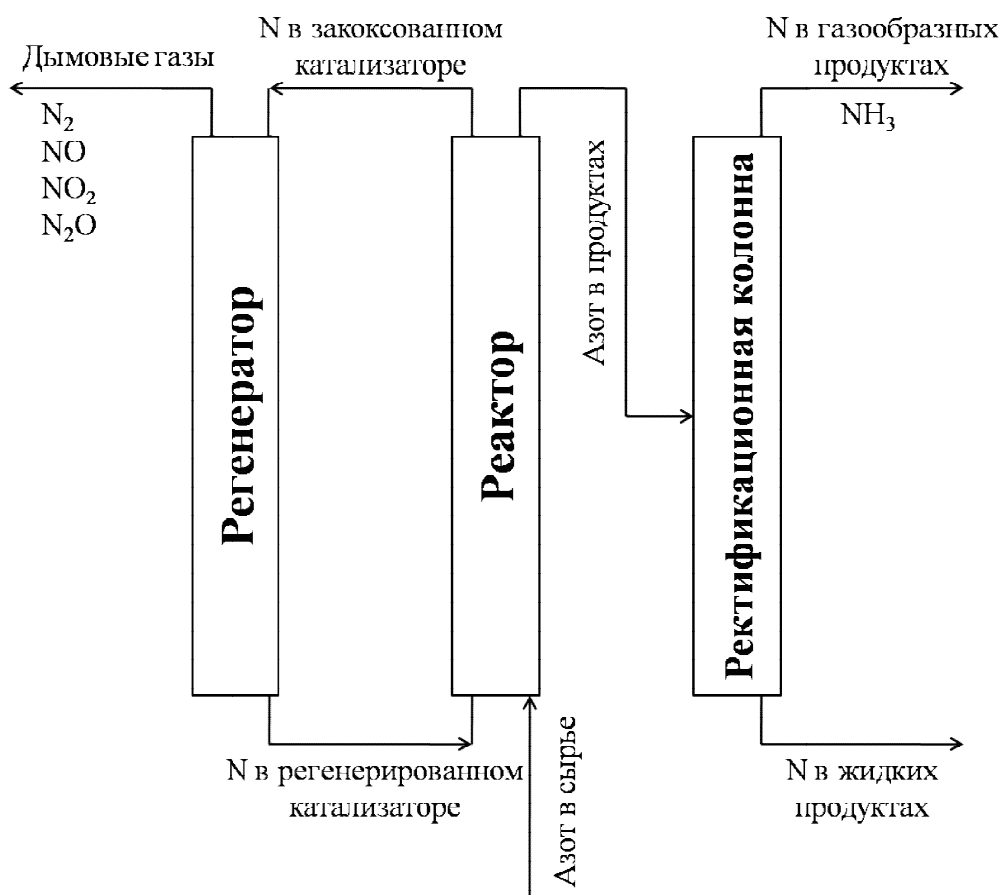 N в закоксованном
катализаторе
N в газообразных
продуктах
Дымовые газы
N₂
NO
NO₂
N₂O
NH₃
Регенератор
Реактор
Азот в продуктах
Ректификационная колонна
N в регенерированном
катализаторе
Азот в сырье
N в жидких
продуктах